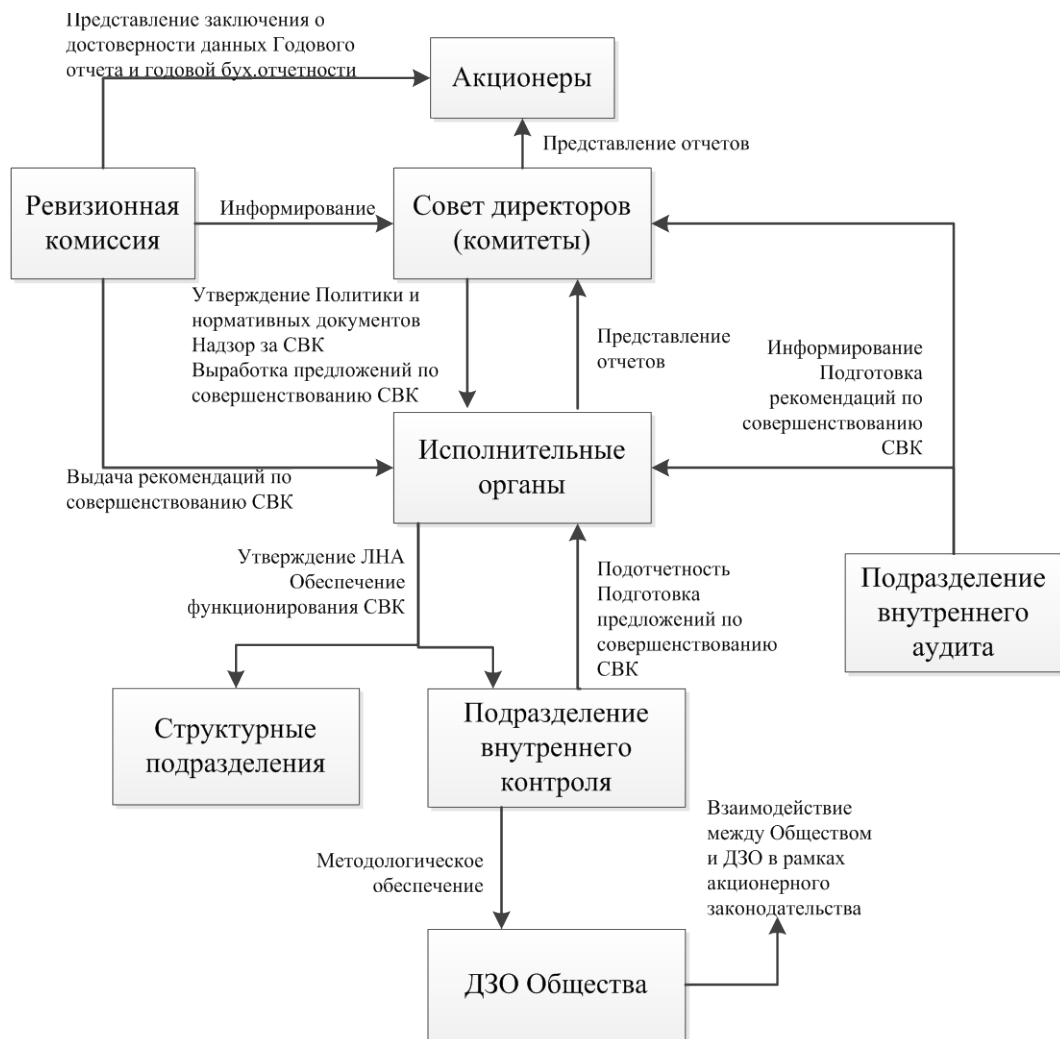 Представление заключения о
достоверности данных Годового
отчета и годовой бух.отчетности
Акционеры
Представление отчетов
Ревизионная
комиссия
Информирование
Совет директоров
(комитеты)
Утверждение Политики и
нормативных документов
Надзор за СВК
Выработка предложений по
совершенствованию СВК
Представление
отчетов
Информирование
Подготовка
рекомендаций по
совершенствованию
СВК
Выдача рекомендаций по
совершенствованию СВК
Исполнительные
органы
Утверждение ЛНА
Обеспечение
функционирования СВК
Подотчетность
Подготовка
предложений по
совершенствованию
СВК
Подразделение
внутреннего
аудита
Структурные
подразделения
Подразделение
внутреннего
контроля
Методологическое
обеспечение
Взаимодействие
между Обществом
и ДЗО в рамках
акционерного
законодательства
ДЗО Общества